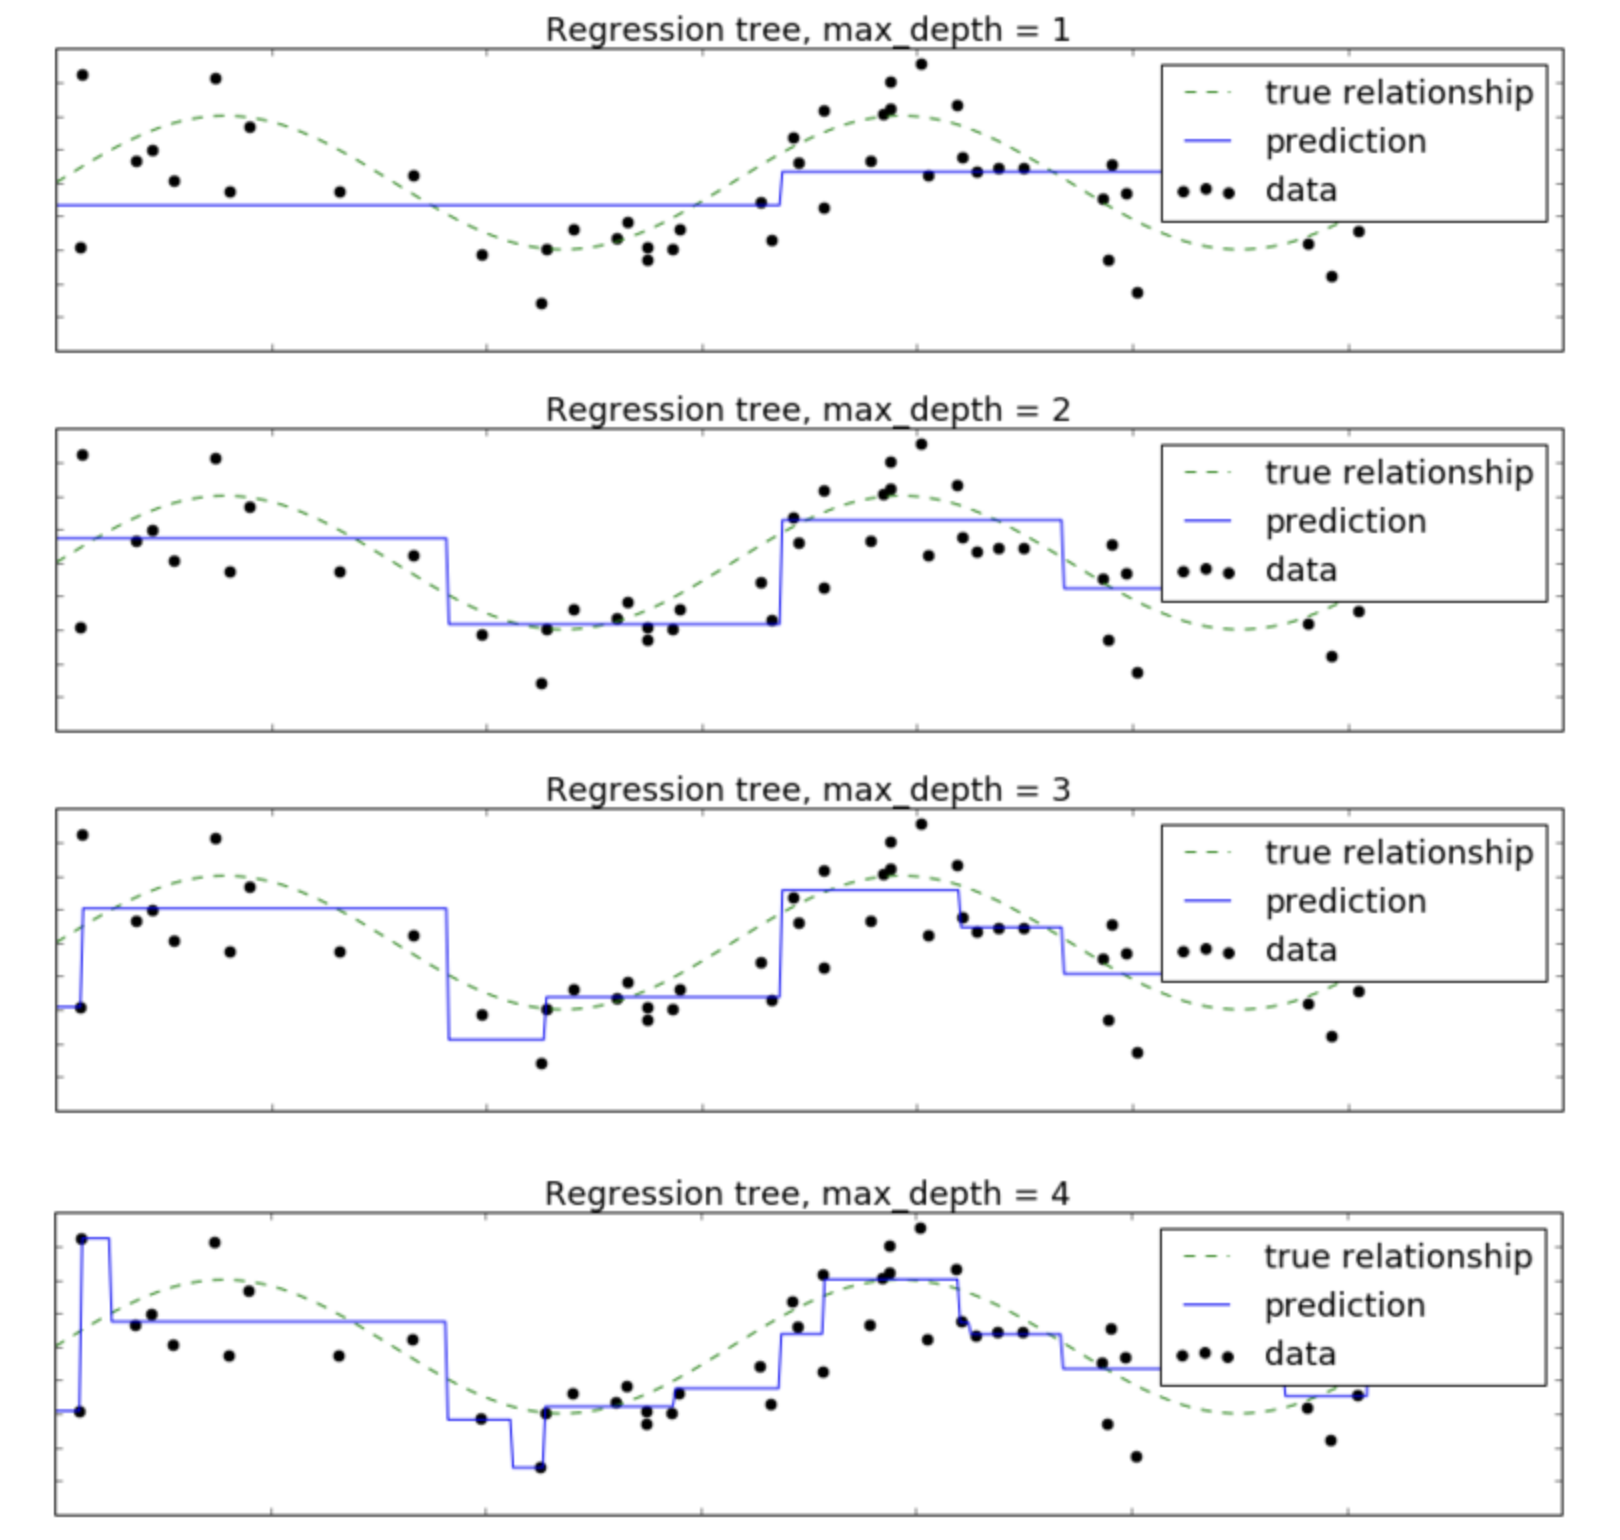 Regression tree, max_depth = 1
true relationship
prediction
data
Regression tree, max_depth = 2
true relationship
prediction
data
Regression tree, max_depth = 3
true relationship
prediction
data
Regression tree, max_depth = 4
true relationship
prediction
data